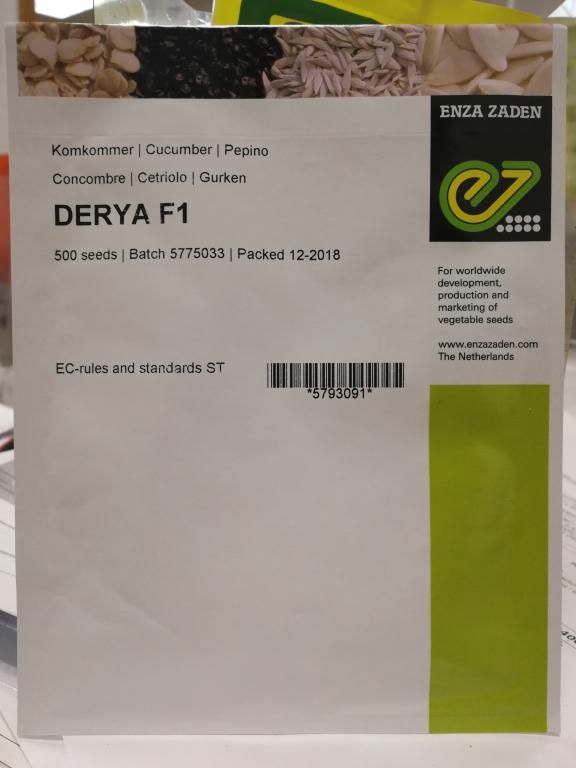 ENZA ZADEN
Komkommer | Cucumber | Pepino
Concombre | Cetriolo | Gurken
DERYA F1
500 seeds | Batch 5775033 | Packed 12-2018
For worldwide
development,
production and
marketing of
vegetable seeds
www.enzazaden.com
The Netherlands
EC-rules and standards ST
*5793091*